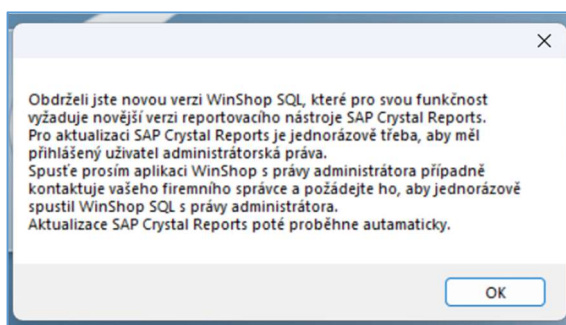 Obdrželi jste novou verzi WinShop SQL, které pro svou funkčnost
vyžaduje novější verzi reportovacího nástroje SAP Crystal Reports.
Pro aktualizaci SAP Crystal Reports je jednorázově třeba, aby měl
přihlášený uživatel administrátorská práva.
Spusťte prosím aplikaci WinShop s právy administrátora případně
kontaktuje vašeho firemního správce a požádejte ho, aby jednorázově
spustil WinShop SQL s právy administrátora.
Aktualizace SAP Crystal Reports poté proběhne autamaticky.
OK